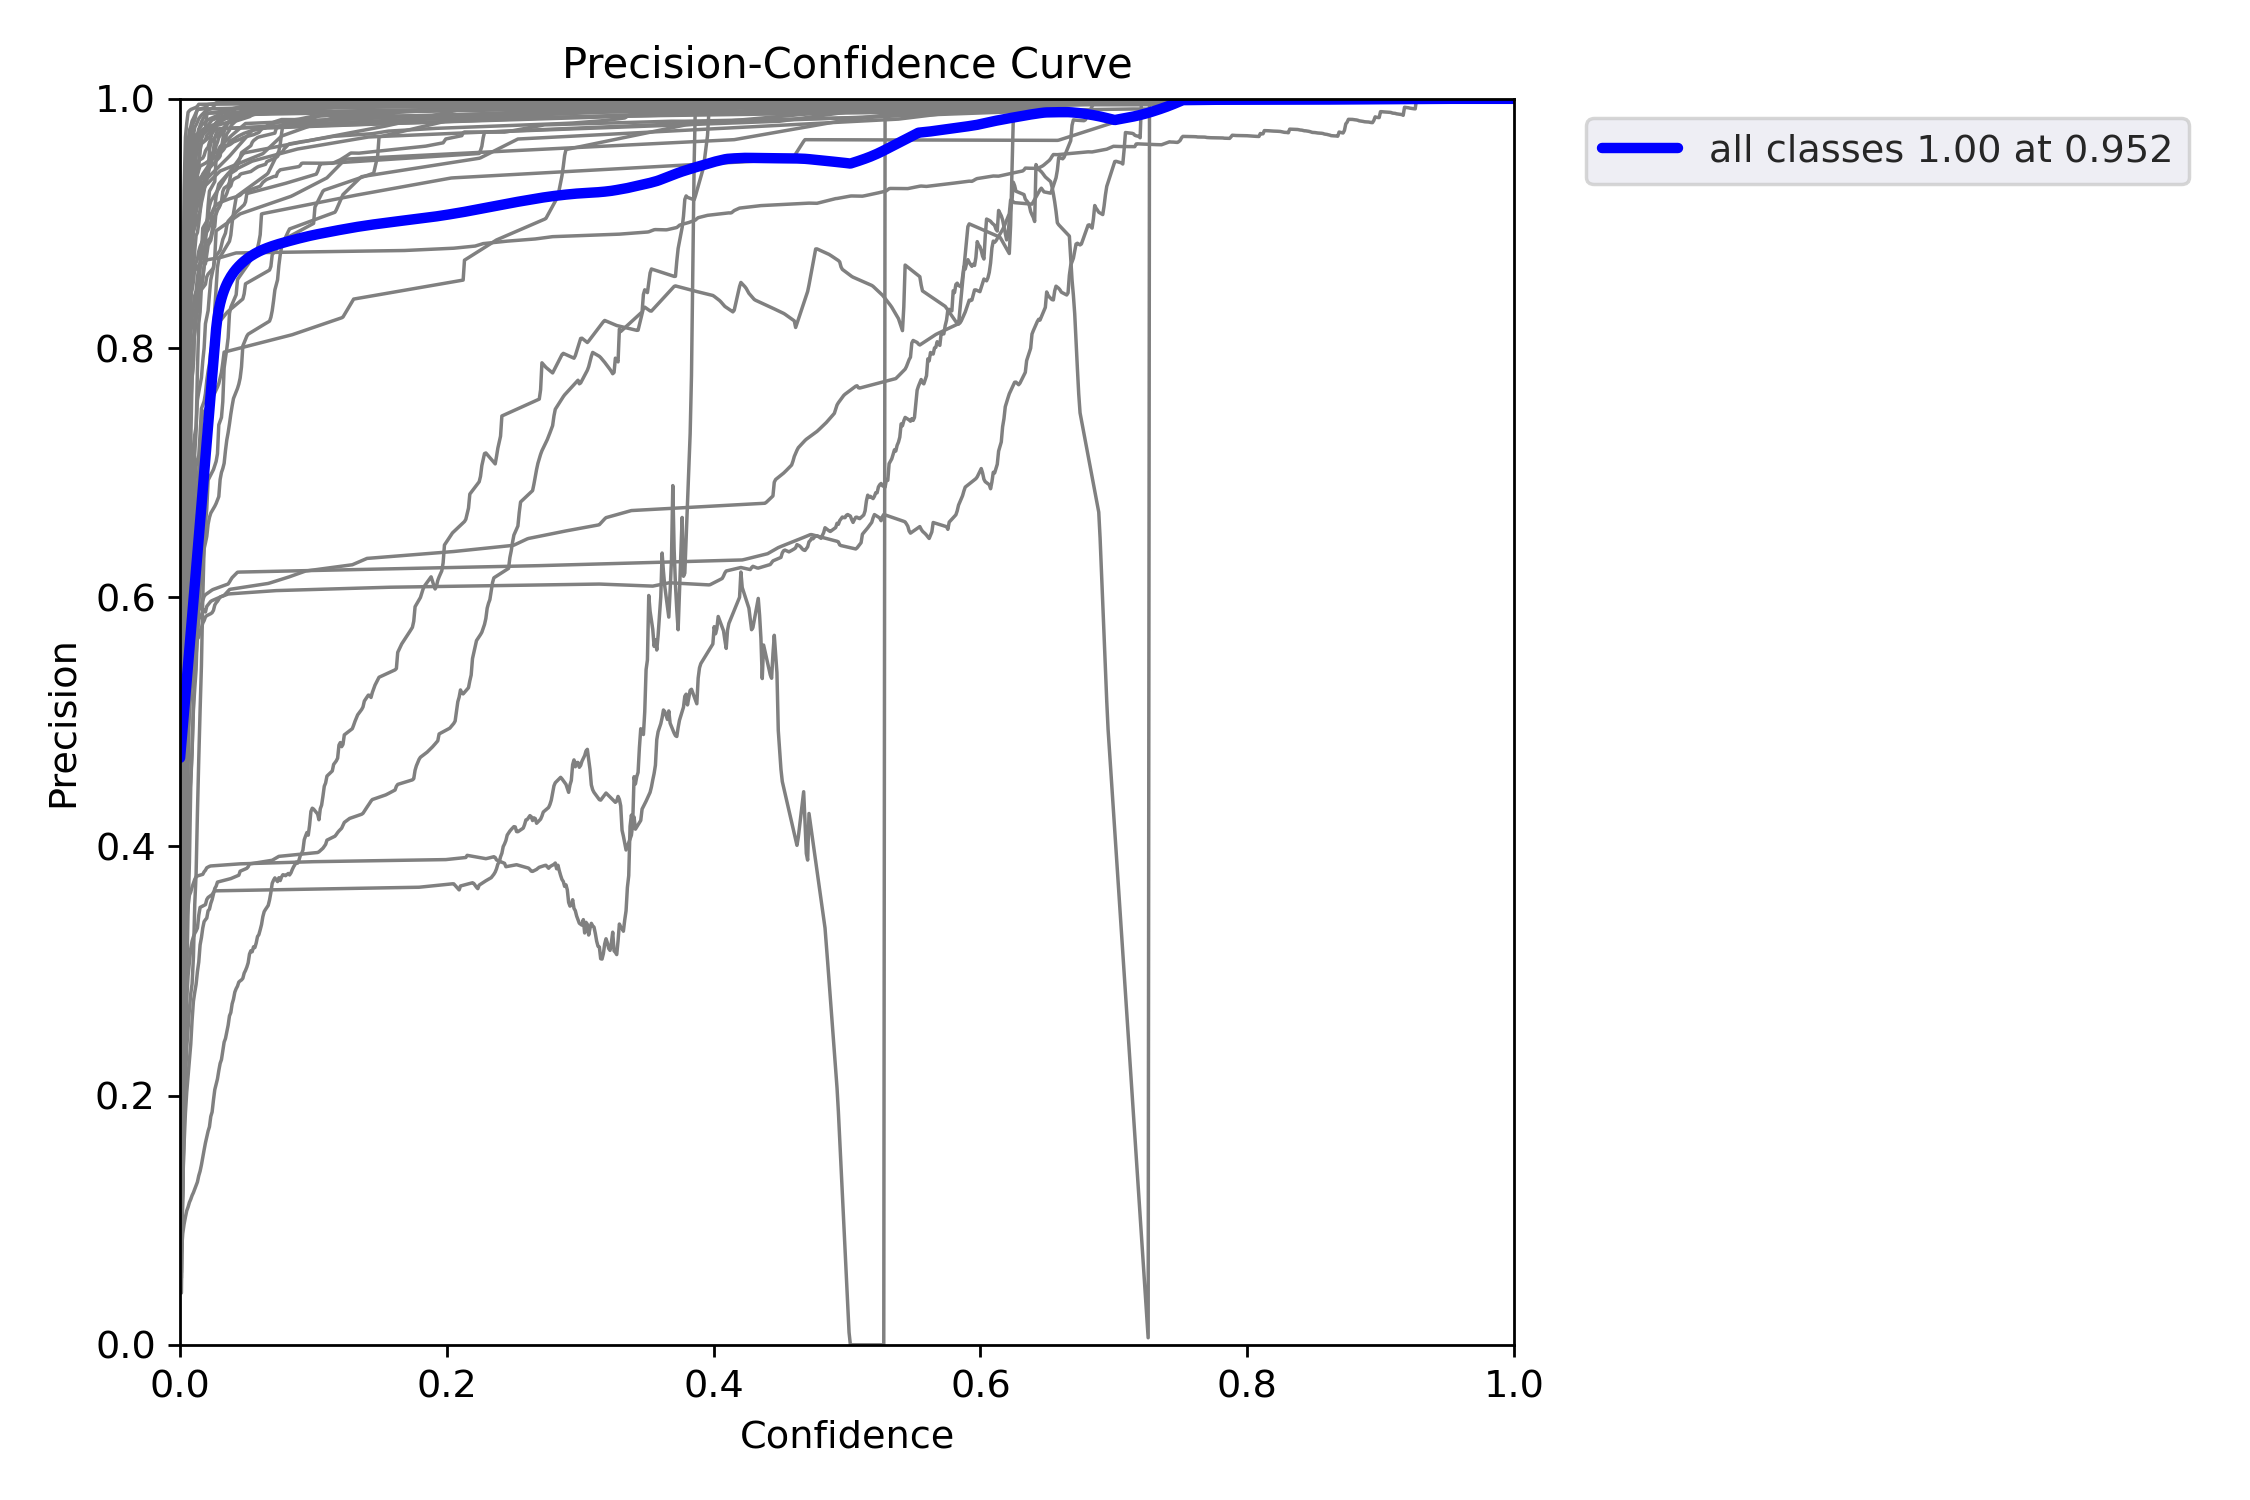 Precision-Confidence Curve
1.0
0.8
0.6
0.4
0.2
0.0
Precision
0.0 0.2 0.4 0.6 0.8 1.0
Confidence
all classes 1.00 at 0.952